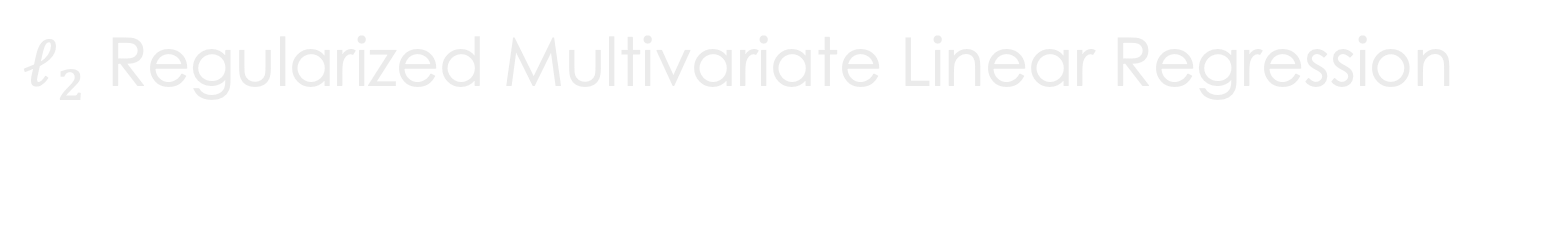 ℓ₂ Regularized Multivariate Linear Regression